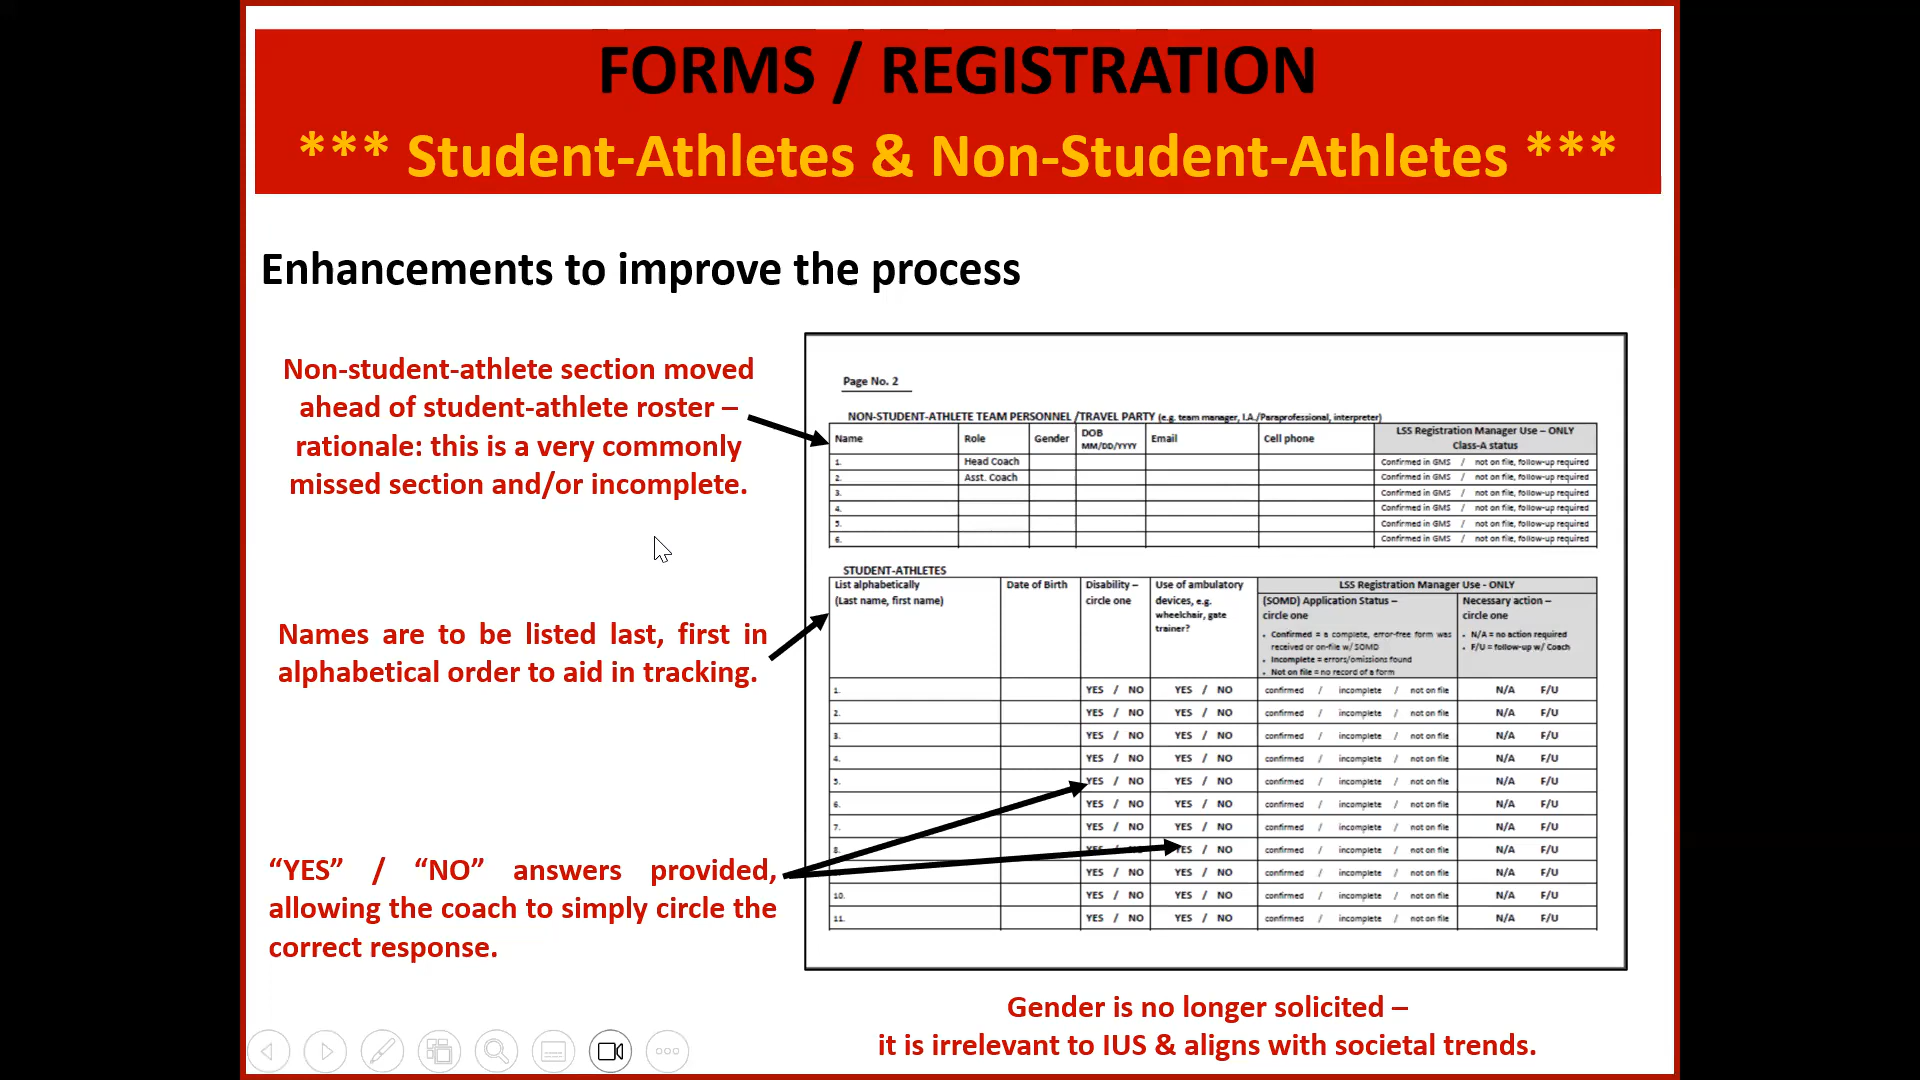 FORMS / REGISTRATION
*** Student-Athletes & Non-Student-Athletes ***
Enhancements to improve the process
Non-student-athlete section moved
ahead of student-athlete roster –
rationale: this is a very commonly
missed section and/or incomplete.
Names are to be listed last, first in
alphabetical order to aid in tracking.
“YES” / “NO” answers provided,
allowing the coach to simply circle the
correct response.
Page No. 2
NON-STUDENT-ATHLETE TEAM PERSONNEL /TRAVEL PARTY (e.g. team manager, I.A./Paraprofessional, interpreter)
Name Role Gender DOB MM/DD/YYYY Email Cell phone LSS Registration Manager Use – ONLY Class-A status
1. Head Coach Confirmed in GMS / not on file, follow-up required
2. Asst. Coach Confirmed in GMS / not on file, follow-up required
3. Confirmed in GMS / not on file, follow-up required
4. Confirmed in GMS / not on file, follow-up required
5. Confirmed in GMS / not on file, follow-up required
6. Confirmed in GMS / not on file, follow-up required
STUDENT-ATHLETES
List alphabetically
(Last name, first name)
Date of Birth
Disability –
circle one
Use of ambulatory
devices, e.g.
wheelchair, gate
trainer?
LSS Registration Manager Use - ONLY
(SOMD) Application Status –
circle one
• Confirmed = a complete, error-free form was
received or on-file w/ SOMD
• Incomplete = errors/omissions found
• Not on file = no record of a form
Necessary action –
circle one
• N/A = no action required
• F/U = follow-up w/ Coach
1. YES / NO YES / NO confirmed / incomplete / not on file N/A F/U
2. YES / NO YES / NO confirmed / incomplete / not on file N/A F/U
3. YES / NO YES / NO confirmed / incomplete / not on file N/A F/U
4. YES / NO YES / NO confirmed / incomplete / not on file N/A F/U
5. YES / NO YES / NO confirmed / incomplete / not on file N/A F/U
6. YES / NO YES / NO confirmed / incomplete / not on file N/A F/U
7. YES / NO YES / NO confirmed / incomplete / not on file N/A F/U
8. YES / NO YES / NO confirmed / incomplete / not on file N/A F/U
YES / NO YES / NO confirmed / incomplete / not on file N/A F/U
10. YES / NO YES / NO confirmed / incomplete / not on file N/A F/U
11. YES / NO YES / NO confirmed / incomplete / not on file N/A F/U
Gender is no longer solicited –
it is irrelevant to IUS & aligns with societal trends.